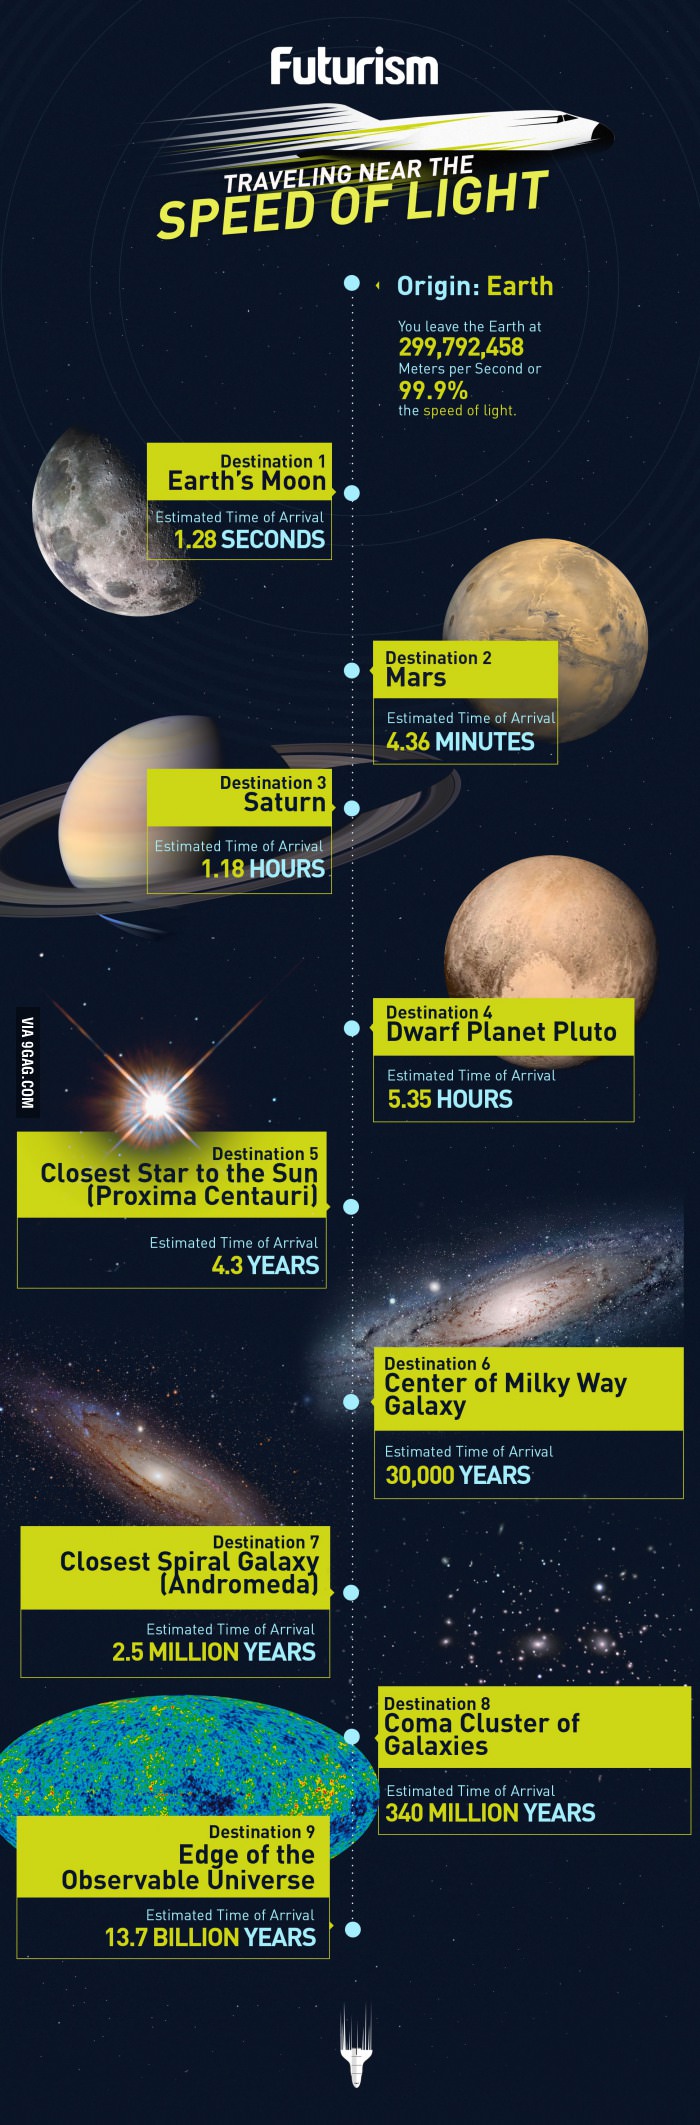 Futurism
TRAVELING NEAR THE
SPEED OF LIGHT
Origin: Earth
You leave the Earth at
299,792,458
Meters per Second or
99.9%
the speed of light.
Destination 1
Earth's Moon
Estimated Time of Arrival
1.28 SECONDS
Destination 2
Mars
Estimated Time of Arrival
4.36 MINUTES
Destination 3
Saturn
Estimated Time of Arrival
1.18 HOURS
Destination 4
Dwarf Planet Pluto
Estimated Time of Arrival
5.35 HOURS
VIA 9GAG.COM
Destination 5
Closest Star to the Sun
(Proxima Centauri)
Estimated Time of Arrival
4.3 YEARS
Destination 6
Center of Milky Way
Galaxy
Estimated Time of Arrival
30,000 YEARS
Destination 7
Closest Spiral Galaxy
(Andromeda)
Estimated Time of Arrival
2.5 MILLION YEARS
Destination 8
Coma Cluster of
Galaxies
Estimated Time of Arrival
340 MILLION YEARS
Destination 9
Edge of the
Observable Universe
Estimated Time of Arrival
13.7 BILLION YEARS